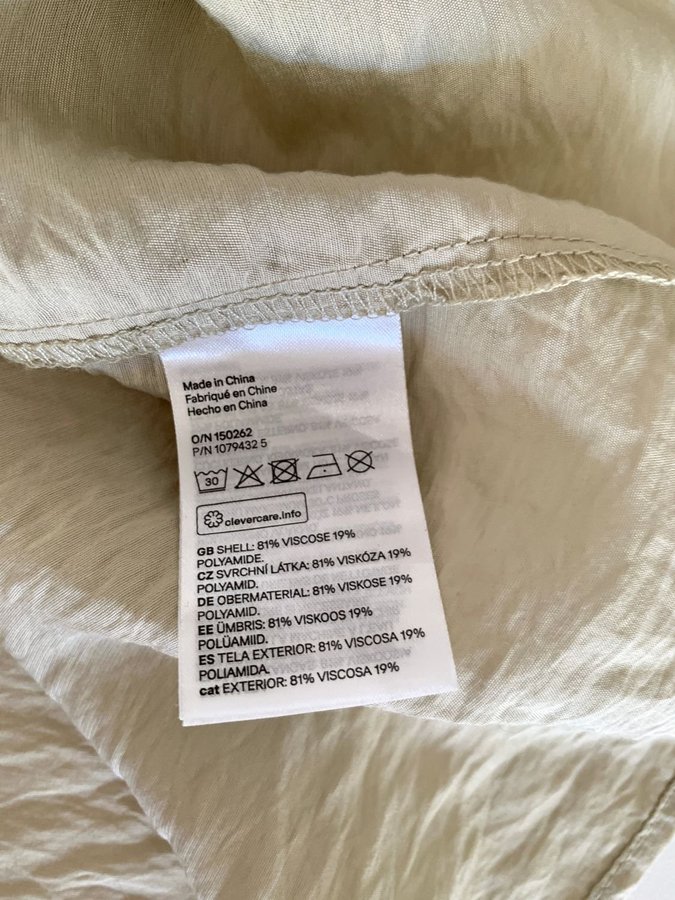 Made in China
Fabriqué en Chine
Hecho en China
O/N 150262
P/N 1079432 5
30
clevercare.info
GB SHELL: 81% VISCOSE 19%
POLYAMIDE.
CZ SVRCHNÍ LÁTKA: 81% VISKÓZA 19%
POLYAMID.
DE OBERMATERIAL: 81% VISKOSE 19%
POLYAMID.
EE ÜMBRIS: 81% VISKOOS 19%
POLÜAMIID.
ES TELA EXTERIOR: 81% VISCOSA 19%
POLIAMIDA.
cat EXTERIOR: 81% VISCOSA 19%